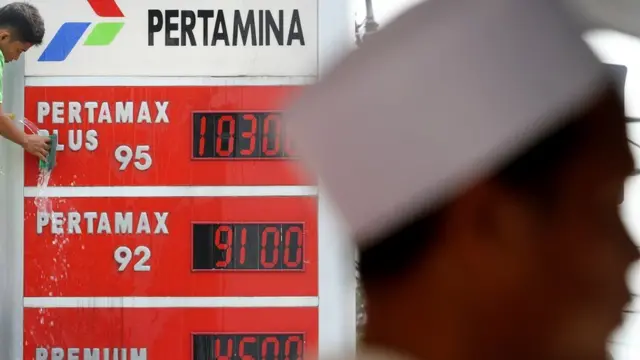 PERTAMINA
PERTAMAX
PLUS 95
10300
PERTAMAX
92
9100
PREMIUM
4500